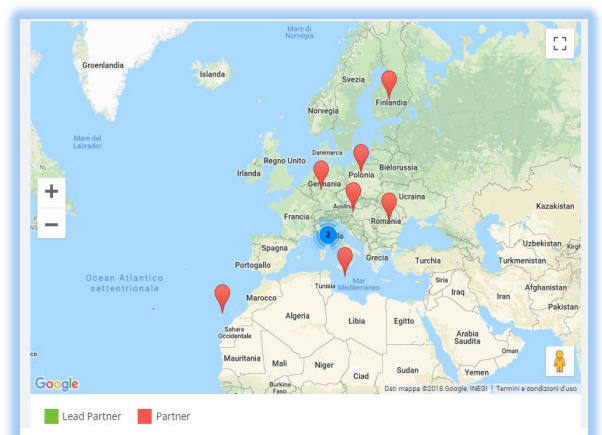 Mare di
Norvegia
Groenlandia
Islanda
Svezia
Finlandia
Norvegia
Mare del
Labrador
Danimarca
Regno Unito
Irlanda
Bielorussia
Polonia
Germania
NL
+
Ucraina
Austria
Kazakistan
Francia
Romania
−
2
Spagna
Uzbekistan
Grecia
Turchia
Turkmenistan
Portogallo
Ocean Atlantico
settentrionale
Tunisia
Mar
Mediterraneo
Siria
Iraq
Iran
Afghanistan
Marocco
Pakistan
Algeria
Libia
Egitto
Sahara
Occidentale
Arabia
Saudita
Oman
Mauritania
Mali
Niger
Ciad
Sudan
Yemen
Burkina
Faso
Google
Dati mappa ©2018 Google, INEGI
Termini e condizioni d'uso
Lead Partner
Partner